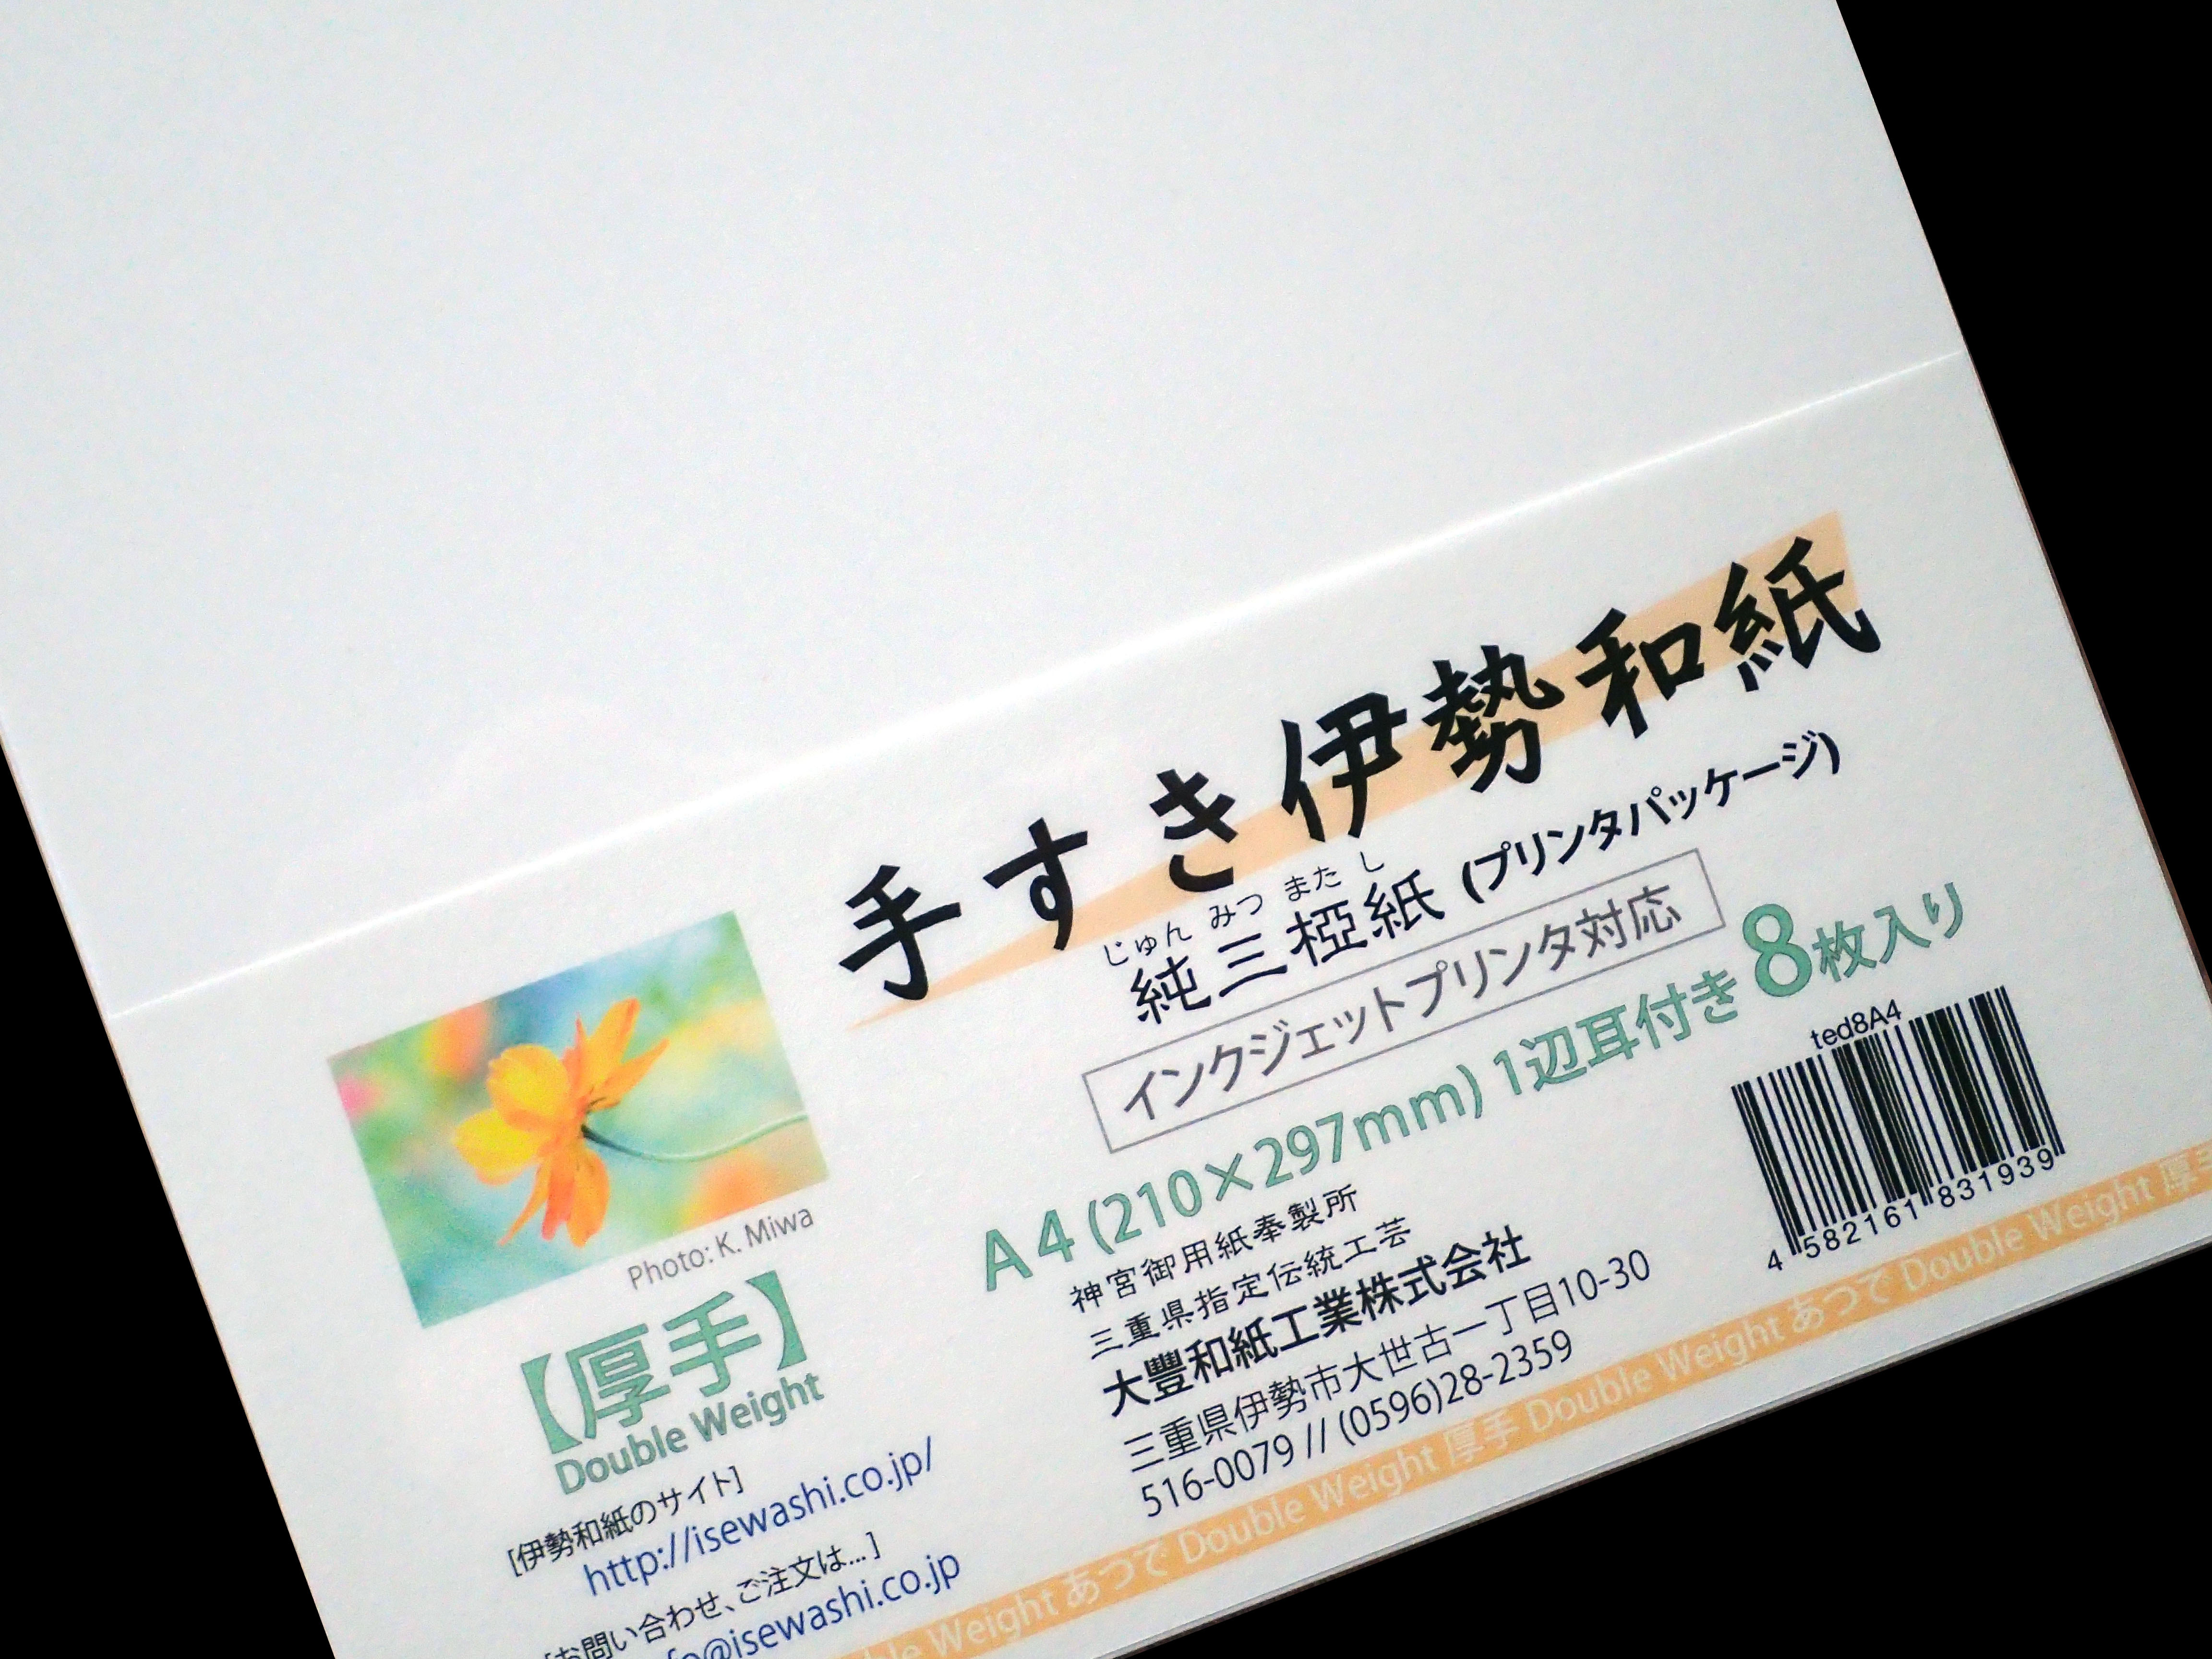 手すき伊勢和紙
じゅん みつ また し
純三椏紙 (プリンタパッケージ)
インクジェットプリンタ対応
A4 (210×297mm) 1辺耳付き 8枚入り
Photo: K. Miwa
【厚手】
Double Weight
[伊勢和紙のサイト]
http://isewashi.co.jp/
[お問い合わせ、ご注文は...]
fo@isewashi.co.jp
神宮御用紙奉製所
三重県指定伝統工芸
大豐和紙工業株式会社
三重県伊勢市大世古一丁目10-30
516-0079 // (0596)28-2359
ted8A4
4 582161 831939
ble Weight あつで Double Weight 厚手 Double Weight あつで Double Weight 厚手